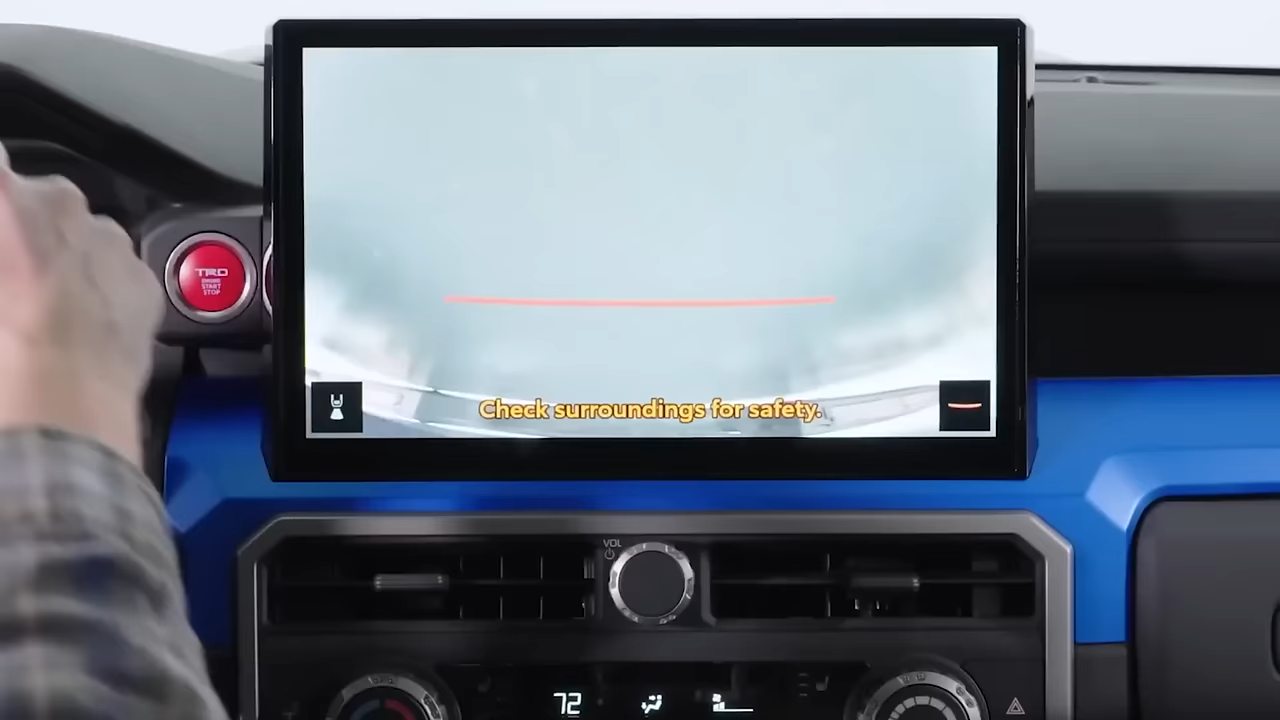 TRD
ENGINE
START
STOP
Check surroundings for safety.
VOL
72